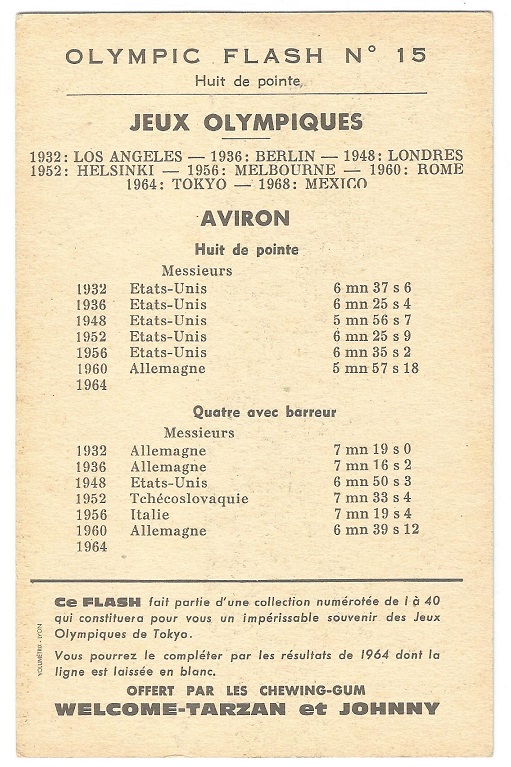 OLYMPIC FLASH N° 15
Huit de pointe
JEUX OLYMPIQUES
1932: LOS ANGELES — 1936: BERLIN — 1948: LONDRES
1952: HELSINKI — 1956: MELBOURNE — 1960: ROME
1964: TOKYO — 1968: MEXICO
AVIRON
Huit de pointe
Messieurs
1932 Etats-Unis 6 mn 37 s 6
1936 Etats-Unis 6 mn 25 s 4
1948 Etats-Unis 5 mn 56 s 7
1952 Etats-Unis 6 mn 25 s 9
1956 Etats-Unis 6 mn 35 s 2
1960 Allemagne 5 mn 57 s 18
1964
Quatre avec barreur
Messieurs
1932 Allemagne 7 mn 19 s 0
1936 Allemagne 7 mn 16 s 2
1948 Etats-Unis 6 mn 50 s 3
1952 Tchécoslovaquie 7 mn 33 s 4
1956 Italie 7 mn 19 s 4
1960 Allemagne 6 mn 39 s 12
1964
Ce FLASH fait partie d'une collection numérotée de 1 à 40
qui constituera pour vous un impérissable souvenir des Jeux
Olympiques de Tokyo.
Vous pourrez le compléter par les résultats de 1964 dont la
ligne est laissée en blanc.
OFFERT PAR LES CHEWING-GUM
WELCOME-TARZAN et JOHNNY
VOLUMÉTRIX - LYON